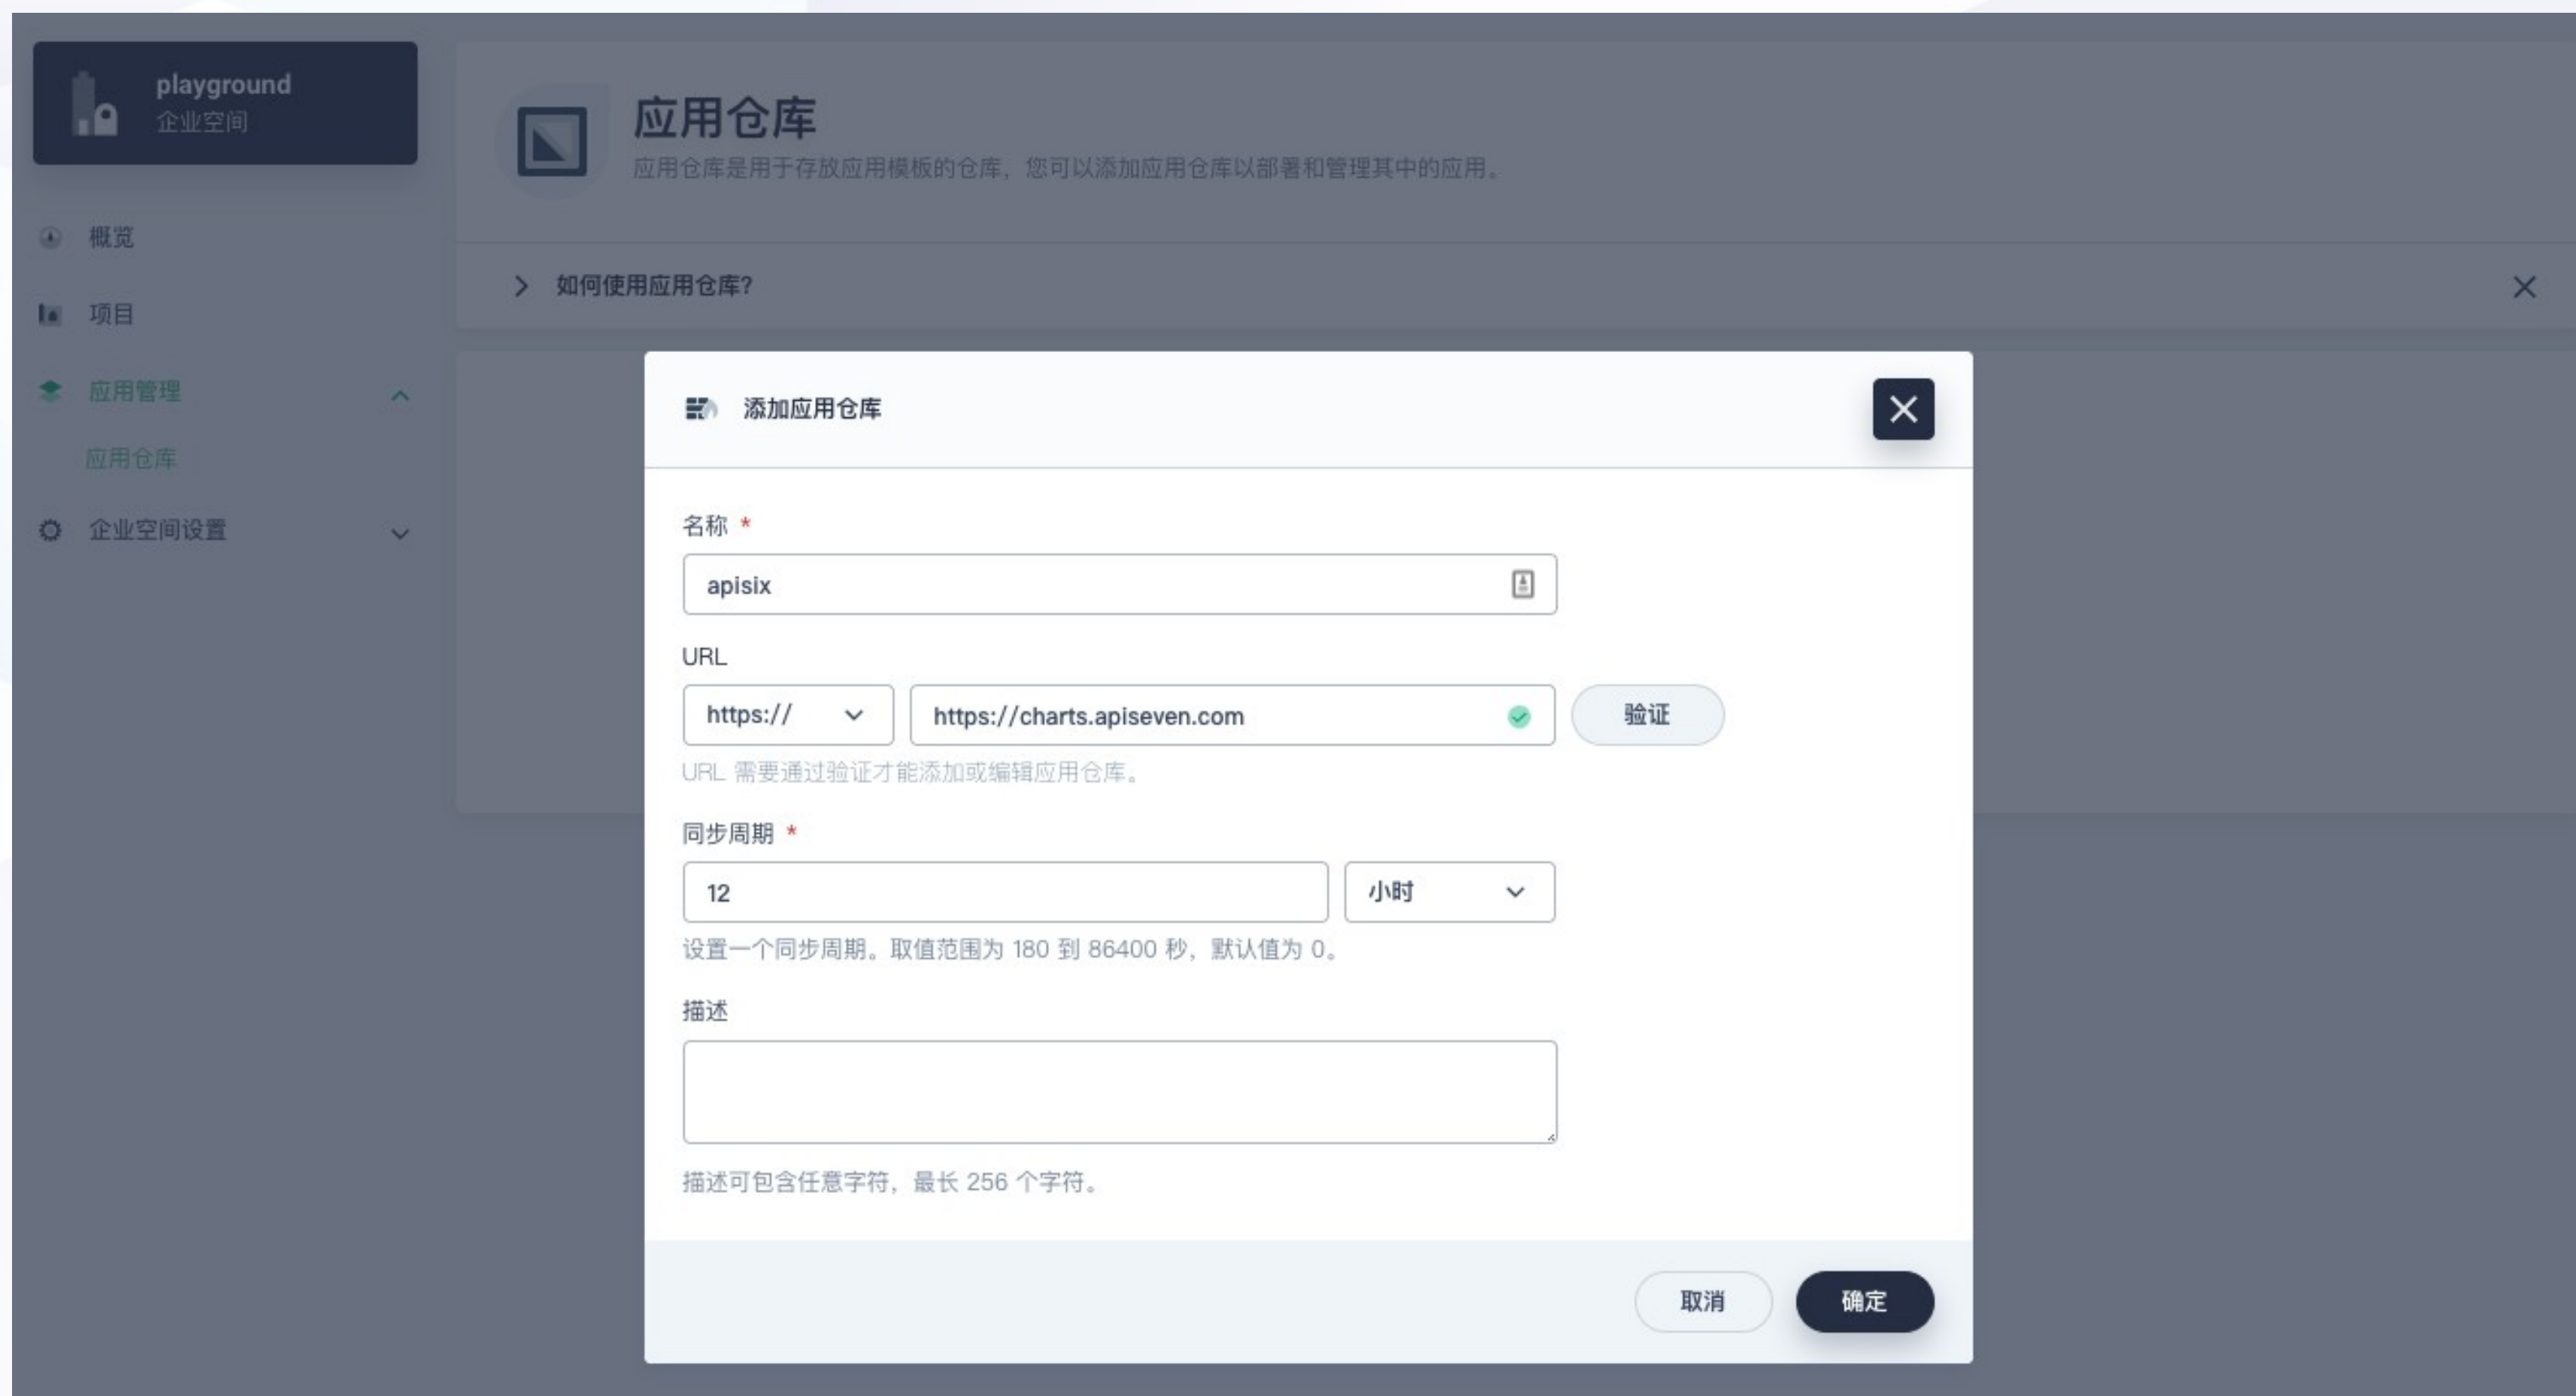 playground
企业空间
概览
项目
应用管理
应用仓库
企业空间设置
应用仓库
应用仓库是用于存放应用模板的仓库，您可以添加应用仓库以部署和管理其中的应用。
如何使用应用仓库?
添加应用仓库
名称 *
apisix
URL
https:// https://charts.apiseven.com 验证
URL 需要通过验证才能添加或编辑应用仓库。
同步周期 *
12 小时
设置一个同步周期。取值范围为 180 到 86400 秒，默认值为 0。
描述
描述可包含任意字符，最长 256 个字符。
取消 确定